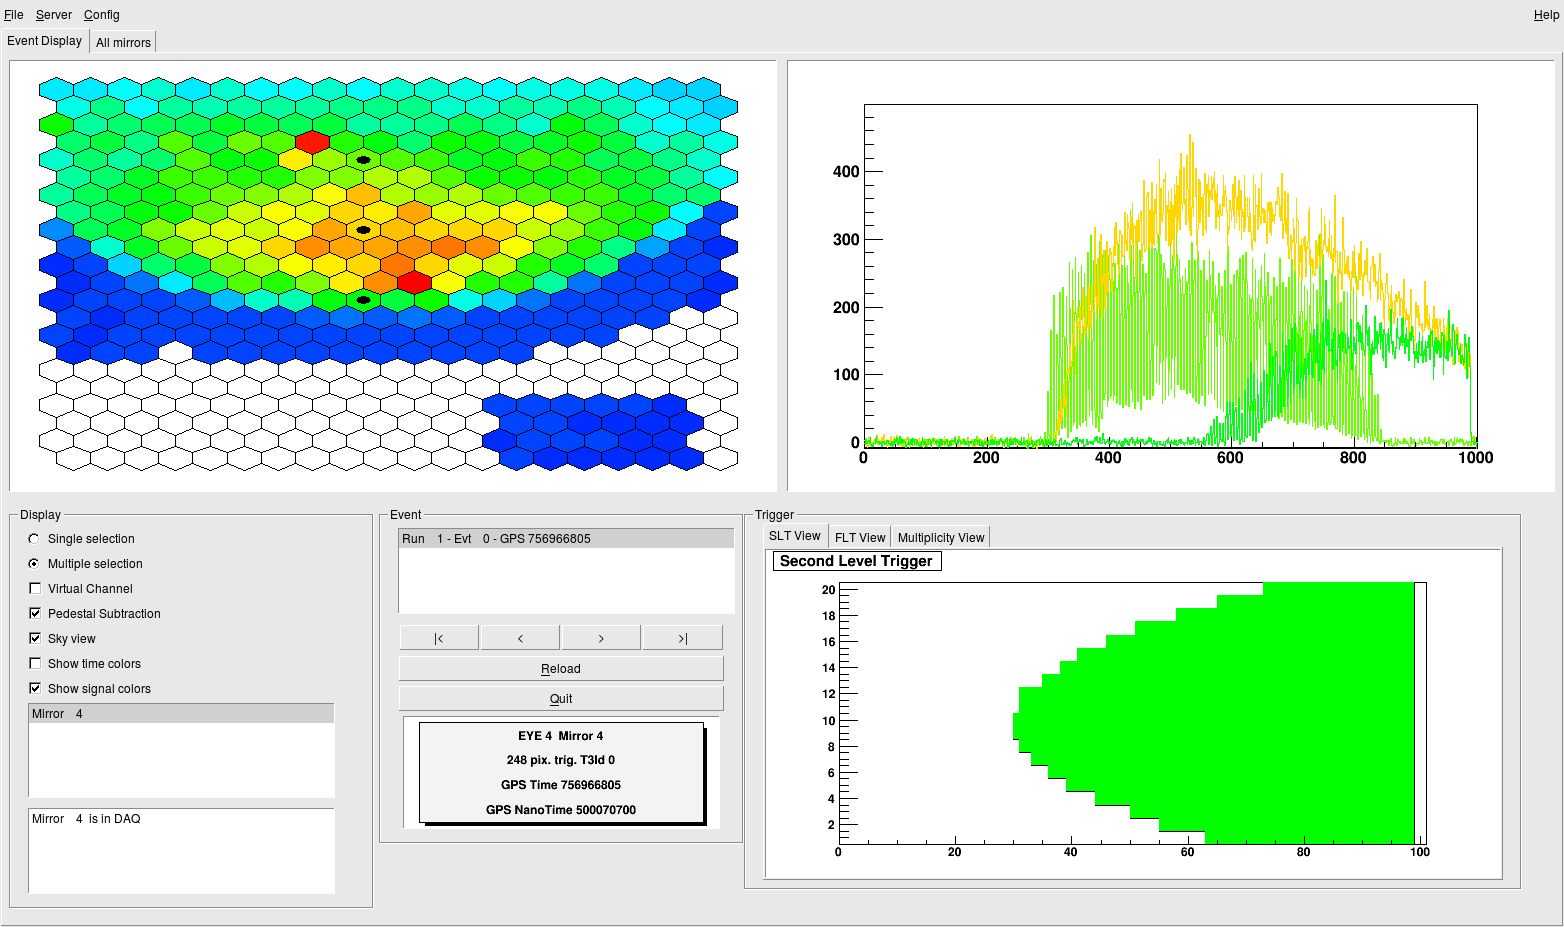 File Server Config Help
Event Display All mirrors
400
300
200
100
0
0 200 400 600 800 1000
Display
Single selection
Multiple selection
Virtual Channel
Pedestal Subtraction
Sky view
Show time colors
Show signal colors
Mirror 4
Mirror 4 is in DAQ
Event
Run 1 - Evt 0 - GPS 756966805
|< < > >|
Reload
Quit
EYE 4 Mirror 4
248 pix. trig. T3Id 0
GPS Time 756966805
GPS NanoTime 500070700
Trigger
SLT View FLT View Multiplicity View
Second Level Trigger
20
18
16
14
12
10
8
6
4
2
0 20 40 60 80 100